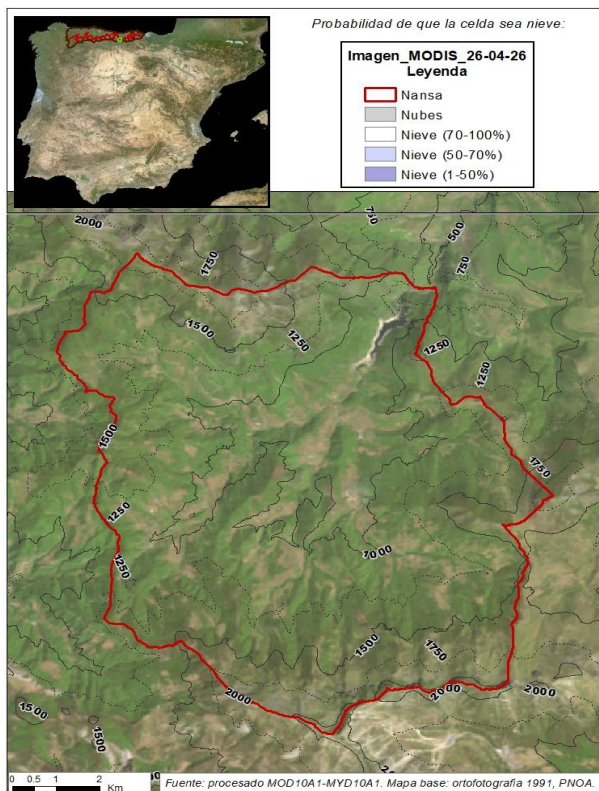 Probabilidad de que la celda sea nieve:
Imagen_MODIS_26-04-26
Leyenda
Nansa
Nubes
Nieve (70-100%)
Nieve (50-70%)
Nieve (1-50%)
2000
1750
750
500
750
1500
1250
1250
1250
1500
1750
1250
1250
1000
1500
1750
2000
2000
2000
1500
1500
0 0.5 1 2
Km
Fuente: procesado MOD10A1-MYD10A1. Mapa base: ortofotografia 1991, PNOA.